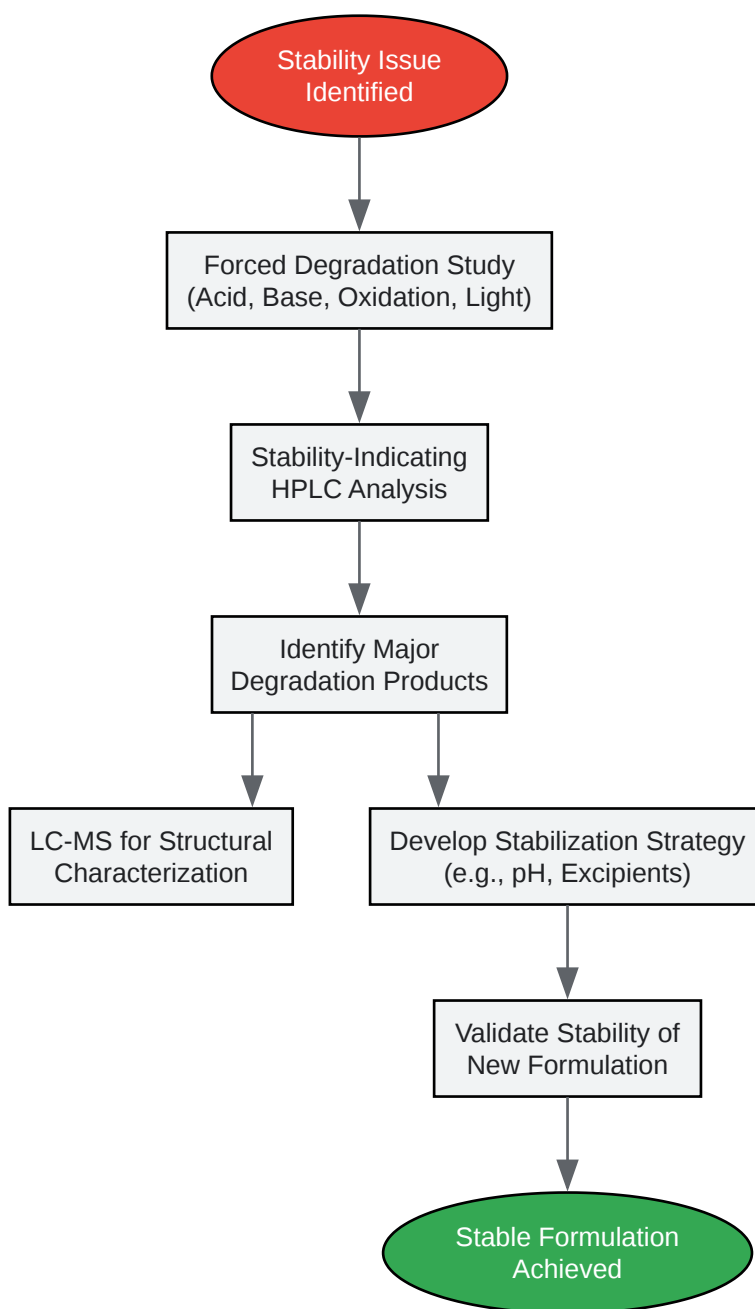 Stability Issue
Identified
Forced Degradation Study
(Acid, Base, Oxidation, Light)
Stability-Indicating
HPLC Analysis
Identify Major
Degradation Products
LC-MS for Structural
Characterization
Develop Stabilization Strategy
(e.g., pH, Excipients)
Validate Stability of
New Formulation
Stable Formulation
Achieved